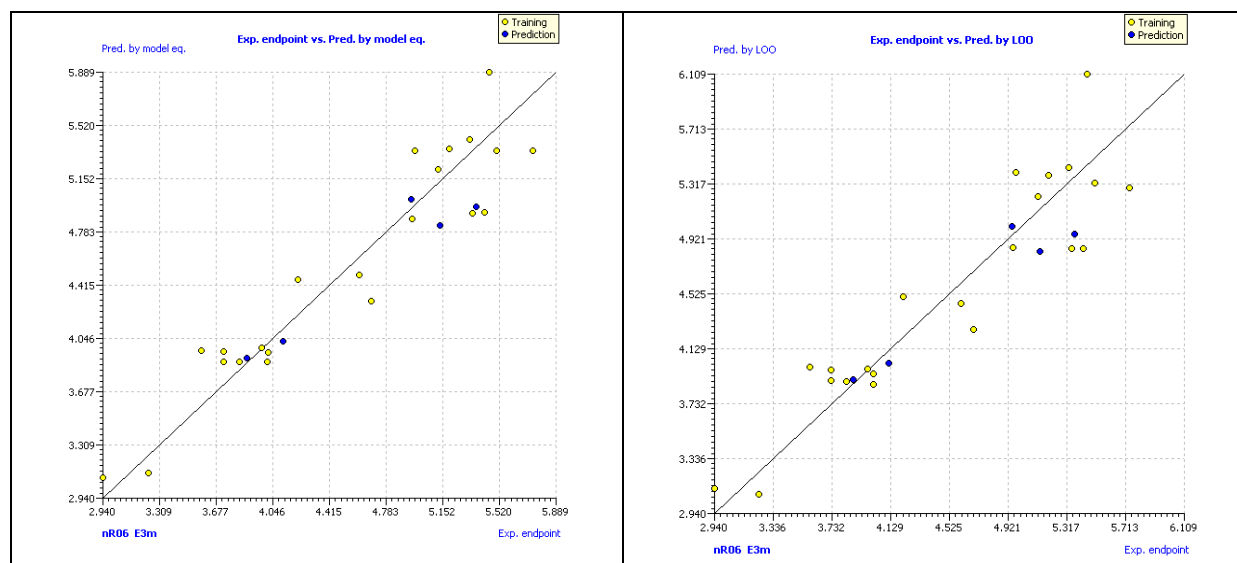 Training
Prediction
Exp. endpoint vs. Pred. by model eq.
Pred. by model eq.
5.889
5.520
5.152
4.783
4.415
4.046
3.677
3.309
2.940
2.940 3.309 3.677 4.046 4.415 4.783 5.152 5.520 5.889
nR06 E3m Exp. endpoint
Training
Prediction
Exp. endpoint vs. Pred. by LOO
Pred. by LOO
6.109
5.713
5.317
4.921
4.525
4.129
3.732
3.336
2.940
2.940 3.336 3.732 4.129 4.525 4.921 5.317 5.713 6.109
nR06 E3m Exp. endpoint